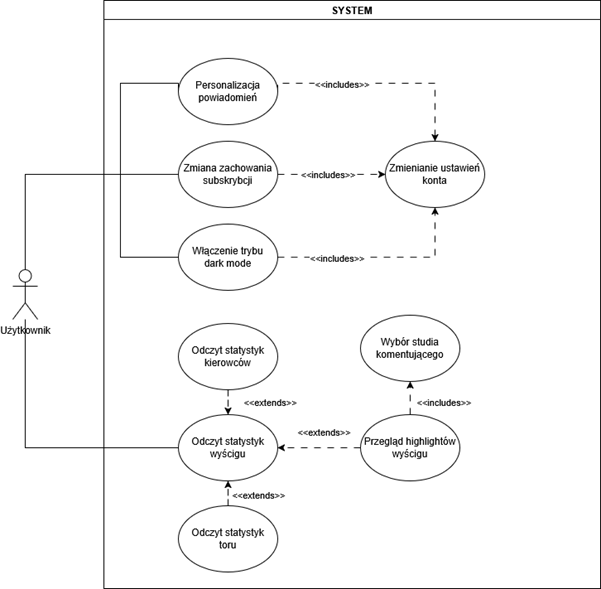 SYSTEM
Personalizacja
powiadomień
<<includes>>
Zmiana zachowania
subskrybcji
<<includes>>
Zmienianie ustawień
konta
Włączenie trybu
dark mode
<<includes>>
Użytkownik
Odczyt statystyk
kierowców
Wybór studia
komentującego
<<extends>>
<<includes>>
Odczyt statystyk
wyścigu
<<extends>>
Przegląd highlightów
wyścigu
<<extends>>
Odczyt statystyk
toru